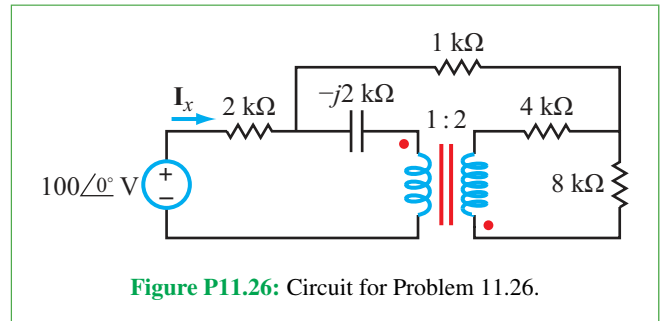 1 kΩ
Iₓ
2 kΩ
−j2 kΩ
1 : 2
4 kΩ
100∠0° V
+
−
8 kΩ
Figure P11.26: Circuit for Problem 11.26.